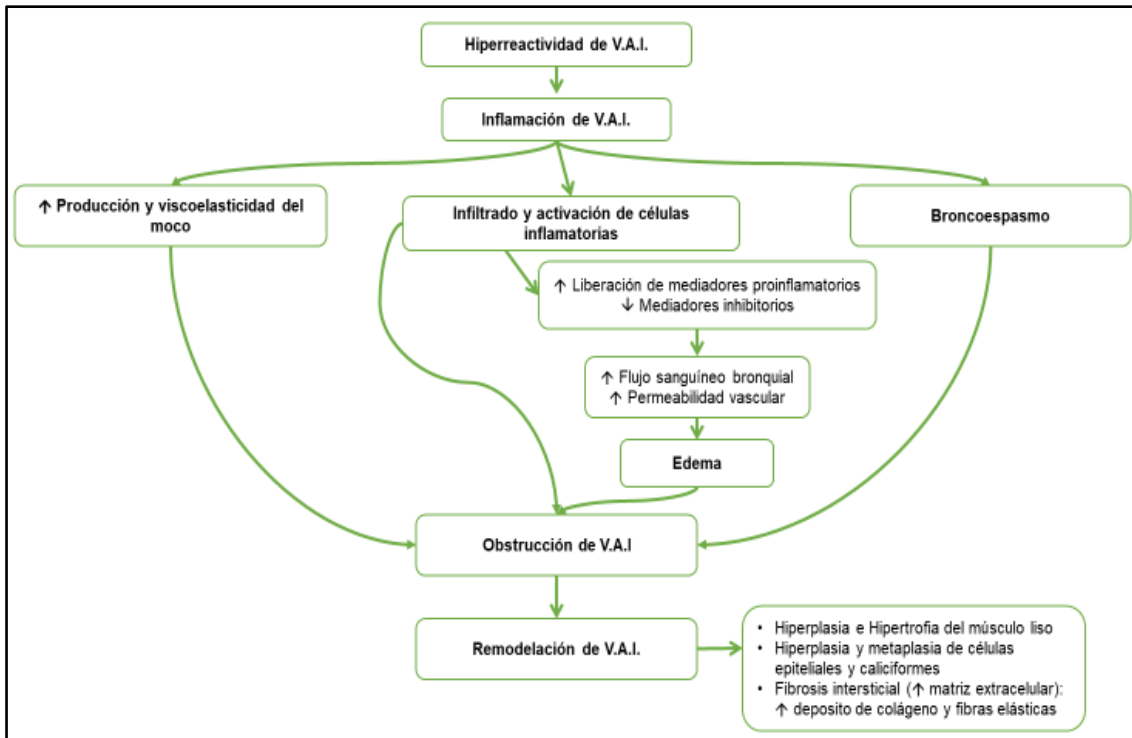 Hiperreactividad de V.A.I.
Inflamación de V.A.I.
↑ Producción y viscoelasticidad del
moco
Infiltrado y activación de células
inflamatorias
Broncoespasmo
↑ Liberación de mediadores proinflamatorios
↓ Mediadores inhibitorios
↑ Flujo sanguíneo bronquial
↑ Permeabilidad vascular
Edema
Obstrucción de V.A.I
Remodelación de V.A.I.
• Hiperplasia e Hipertrofia del músculo liso
• Hiperplasia y metaplasia de células
epiteliales y caliciformes
• Fibrosis intersticial (↑ matriz extracelular):
↑ deposito de colágeno y fibras elásticas